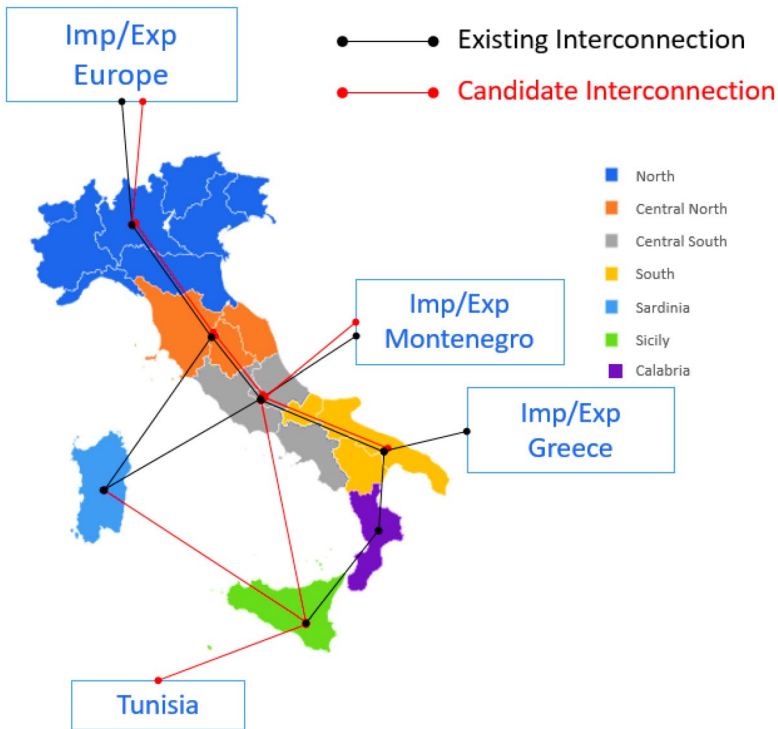 Imp/Exp
Europe
Existing Interconnection
Candidate Interconnection
North
Central North
Central South
South
Sardinia
Sicily
Calabria
Imp/Exp
Montenegro
Imp/Exp
Greece
Tunisia